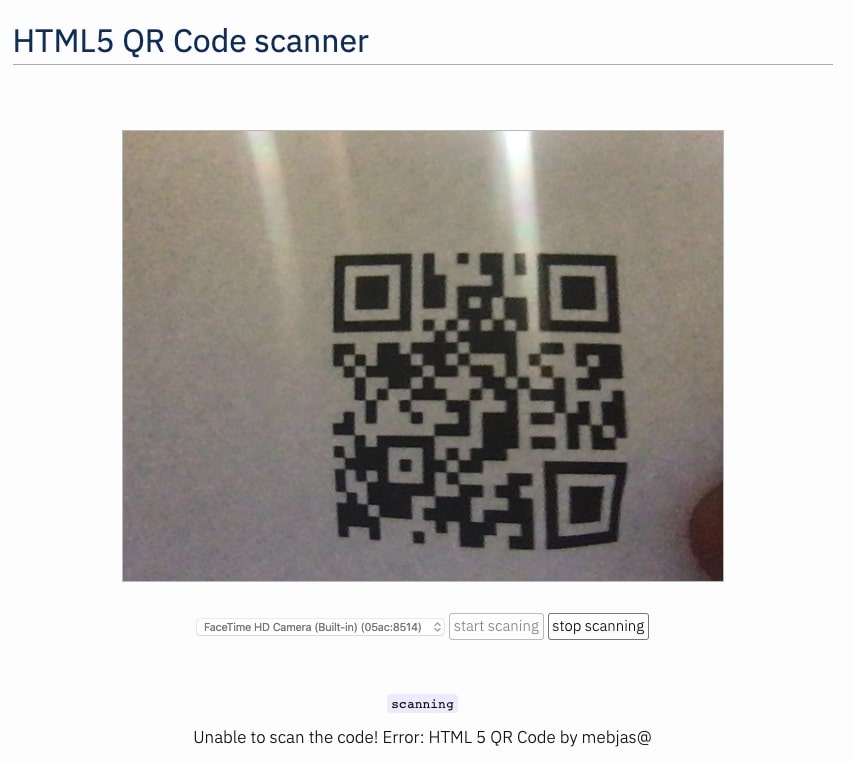 HTML5 QR Code scanner
FaceTime HD Camera (Built-in) (05ac:8514)
start scaning
stop scanning
scanning
Unable to scan the code! Error: HTML 5 QR Code by mebjas@